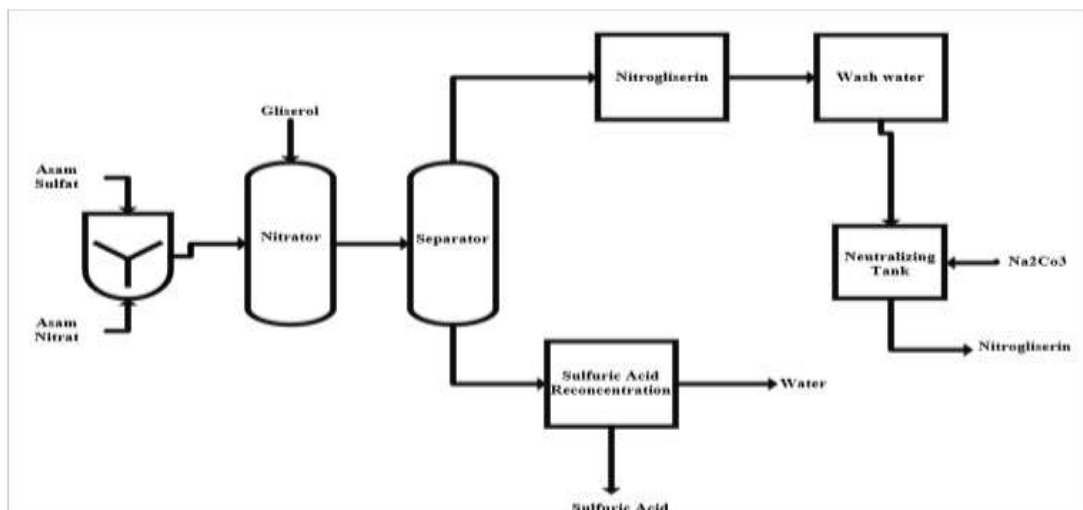 Nitrogliserin
Wash water
Gliserol
Asam
Sulfat
Nitrator
Separator
Neutralizing
Tank
Na2Co3
Asam
Nitrat
Nitrogliserin
Sulfuric Acid
Reconcentration
Water
Sulfuric Acid